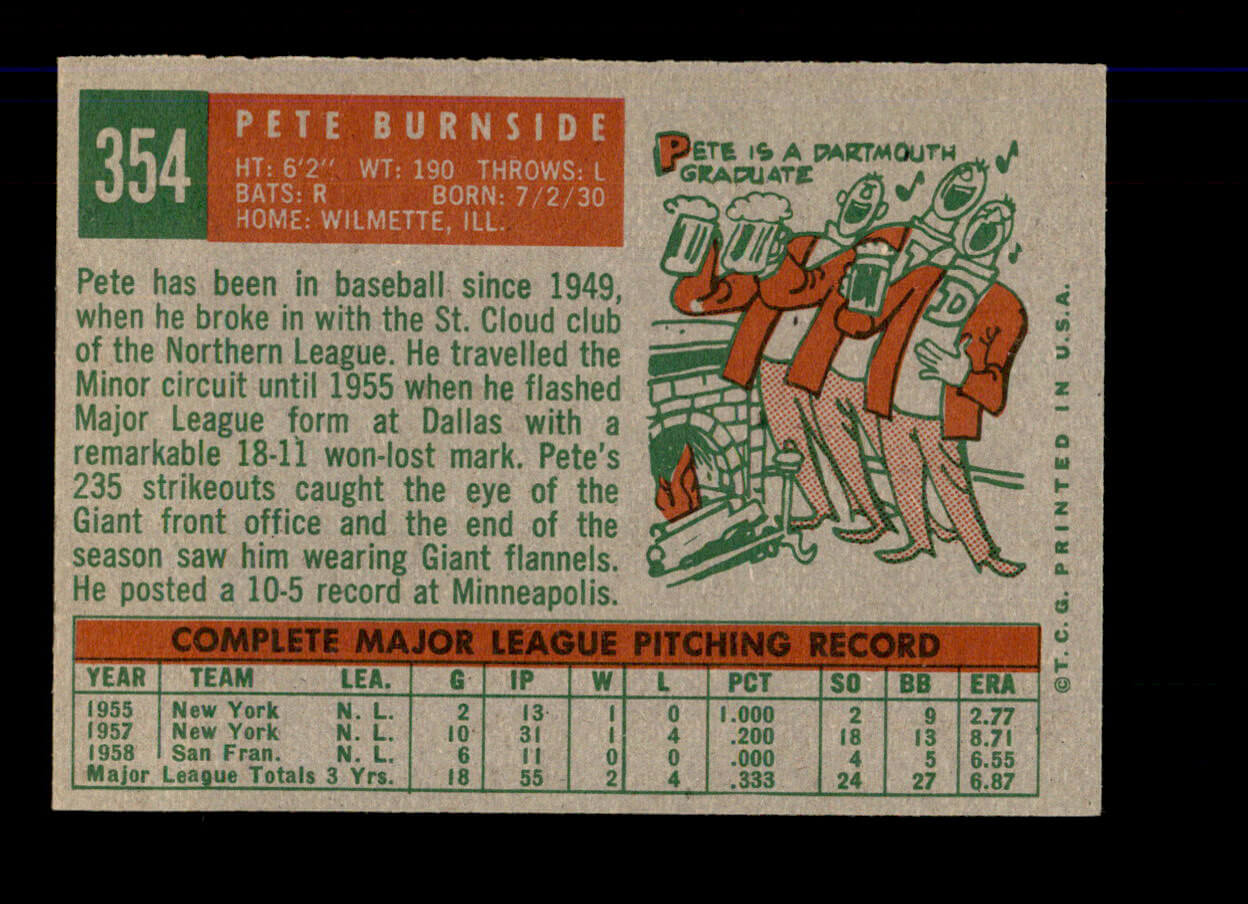 354
PETE BURNSIDE
HT: 6'2" WT: 190 THROWS: L
BATS: R BORN: 7/2/30
HOME: WILMETTE, ILL.
PETE IS A DARTMOUTH
GRADUATE
D
Pete has been in baseball since 1949,
when he broke in with the St. Cloud club
of the Northern League. He travelled the
Minor circuit until 1955 when he flashed
Major League form at Dallas with a
remarkable 18-11 won-lost mark. Pete's
235 strikeouts caught the eye of the
Giant front office and the end of the
season saw him wearing Giant flannels.
He posted a 10-5 record at Minneapolis.
COMPLETE MAJOR LEAGUE PITCHING RECORD
YEAR TEAM LEA. G IP W L PCT SO BB ERA
1955 New York N. L. 2 13 1 0 1.000 2 9 2.77
1957 New York N. L. 10 31 1 4 .200 18 13 8.71
1958 San Fran. N. L. 6 11 0 0 .000 4 5 6.55
Major League Totals 3 Yrs. 18 55 2 4 .333 24 27 6.87
©T. C. G. PRINTED IN U.S.A.